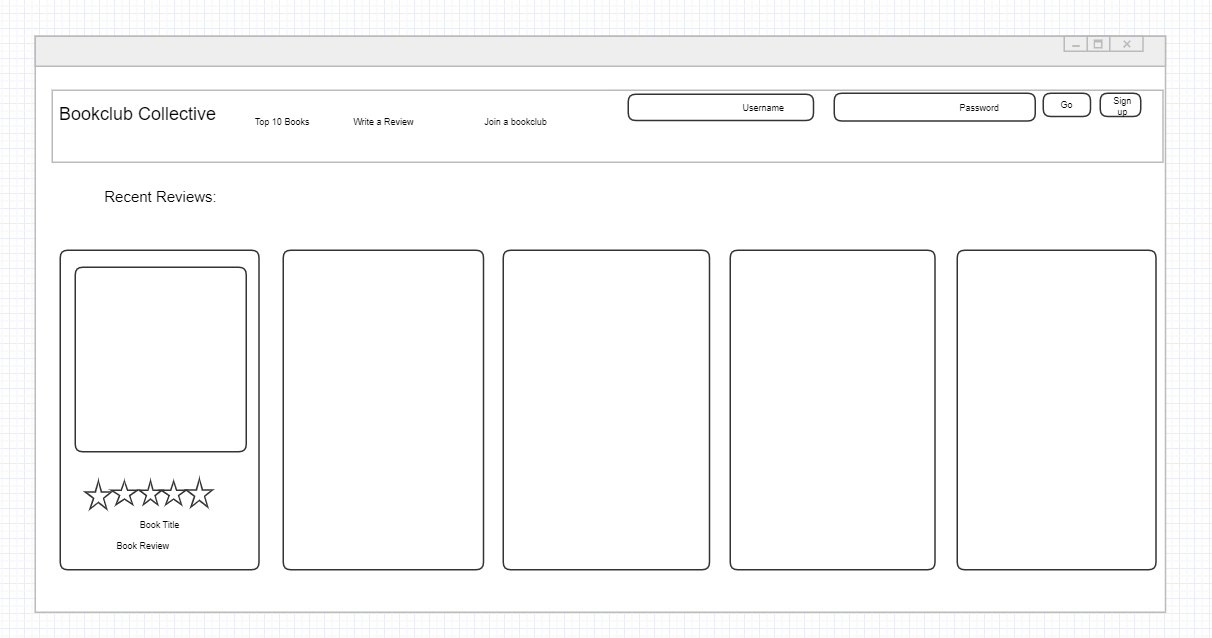 Bookclub Collective
Top 10 Books
Write a Review
Join a bookclub
Username
Password
Go
Sign
up
Recent Reviews:
Book Title
Book Review